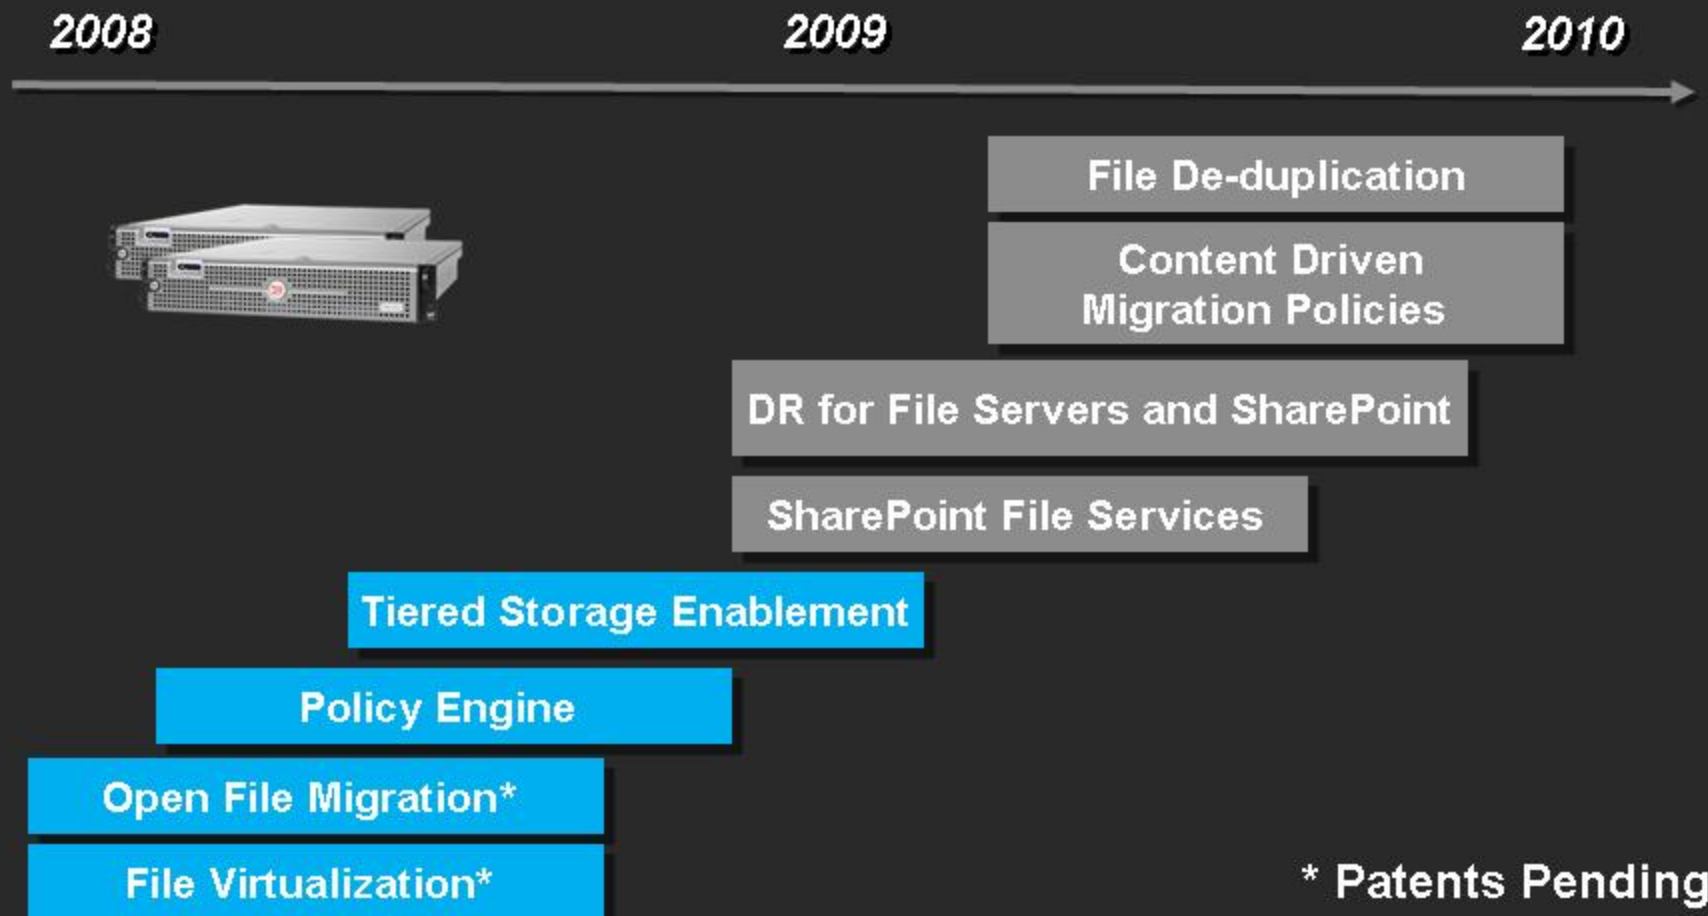 2008 2009 2010
File De-duplication
Content Driven
Migration Policies
DR for File Servers and SharePoint
SharePoint File Services
Tiered Storage Enablement
Policy Engine
Open File Migration*
File Virtualization*
* Patents Pending